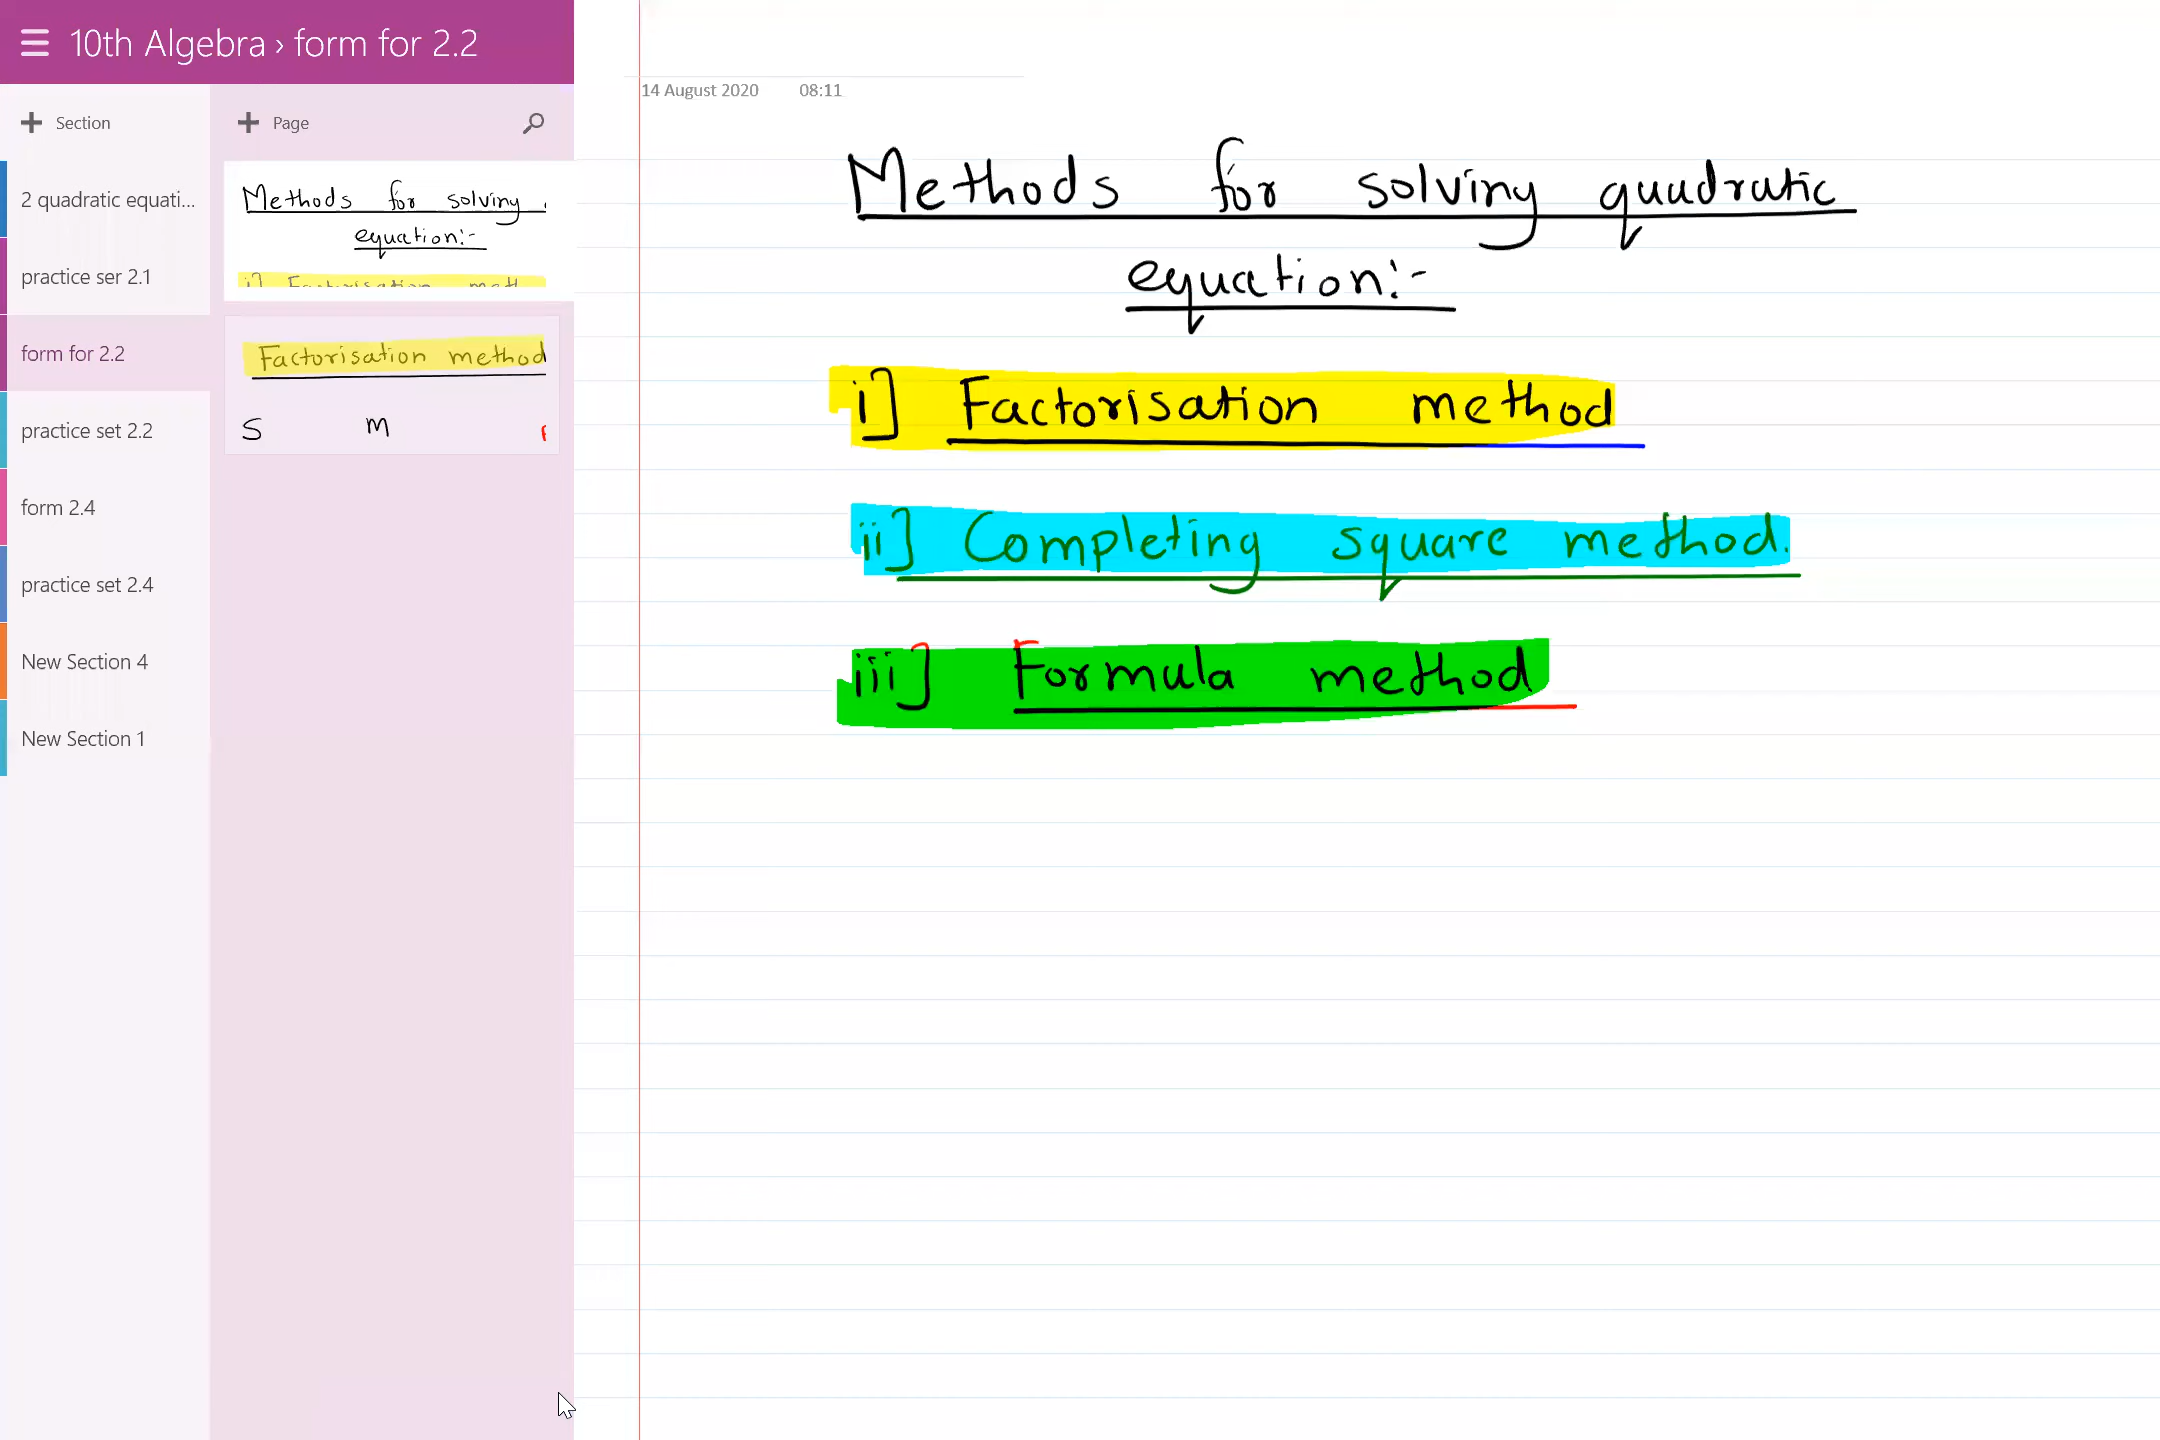 10th Algebra › form for 2.2
Section
Page
2 quadratic equati...
practice ser 2.1
form for 2.2
practice set 2.2
form 2.4
practice set 2.4
New Section 4
New Section 1
Methods for solving
equation:-
i] Factorisation meth
Factorisation method
S m
14 August 2020 08:11
Methods for solving quadratic
equation:-
i] Factorisation method
ii] Completing square method.
iii] Formula method